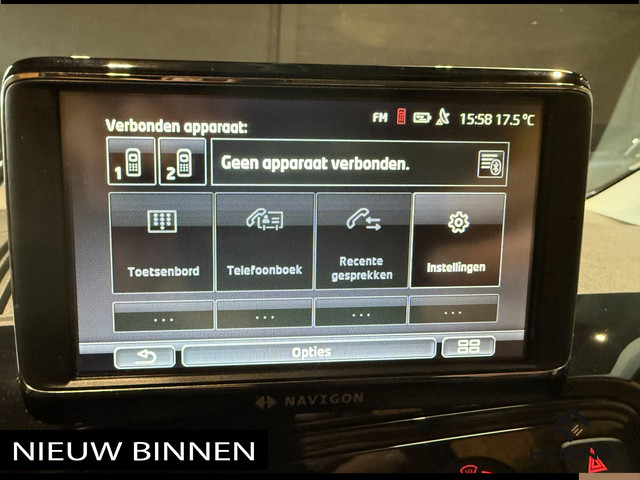 FM 15:58 17.5 °C
Verbonden apparaat:
1 2 Geen apparaat verbonden.
Toetsenbord Telefoonboek Recente gesprekken Instellingen
... ... ... ...
Opties
NAVIGON
NIEUW BINNEN